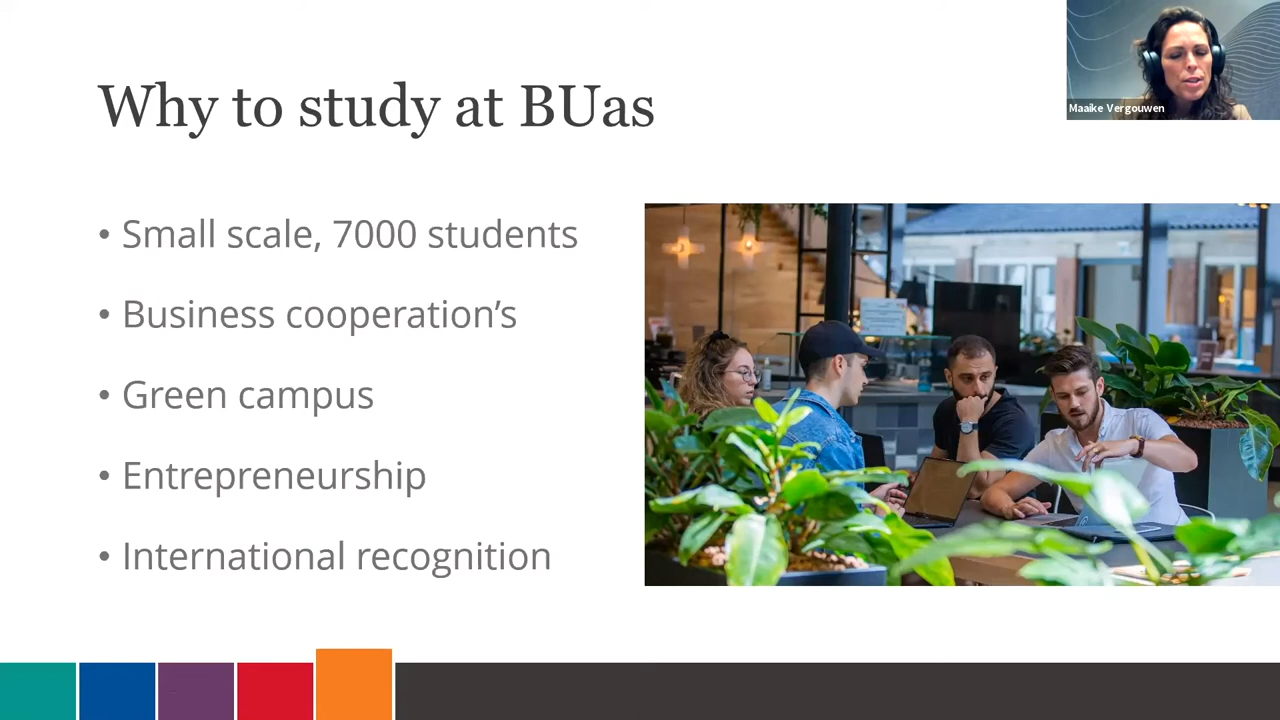 Maaike Vergouwen
Why to study at BUas
• Small scale, 7000 students
• Business cooperation’s
• Green campus
• Entrepreneurship
• International recognition